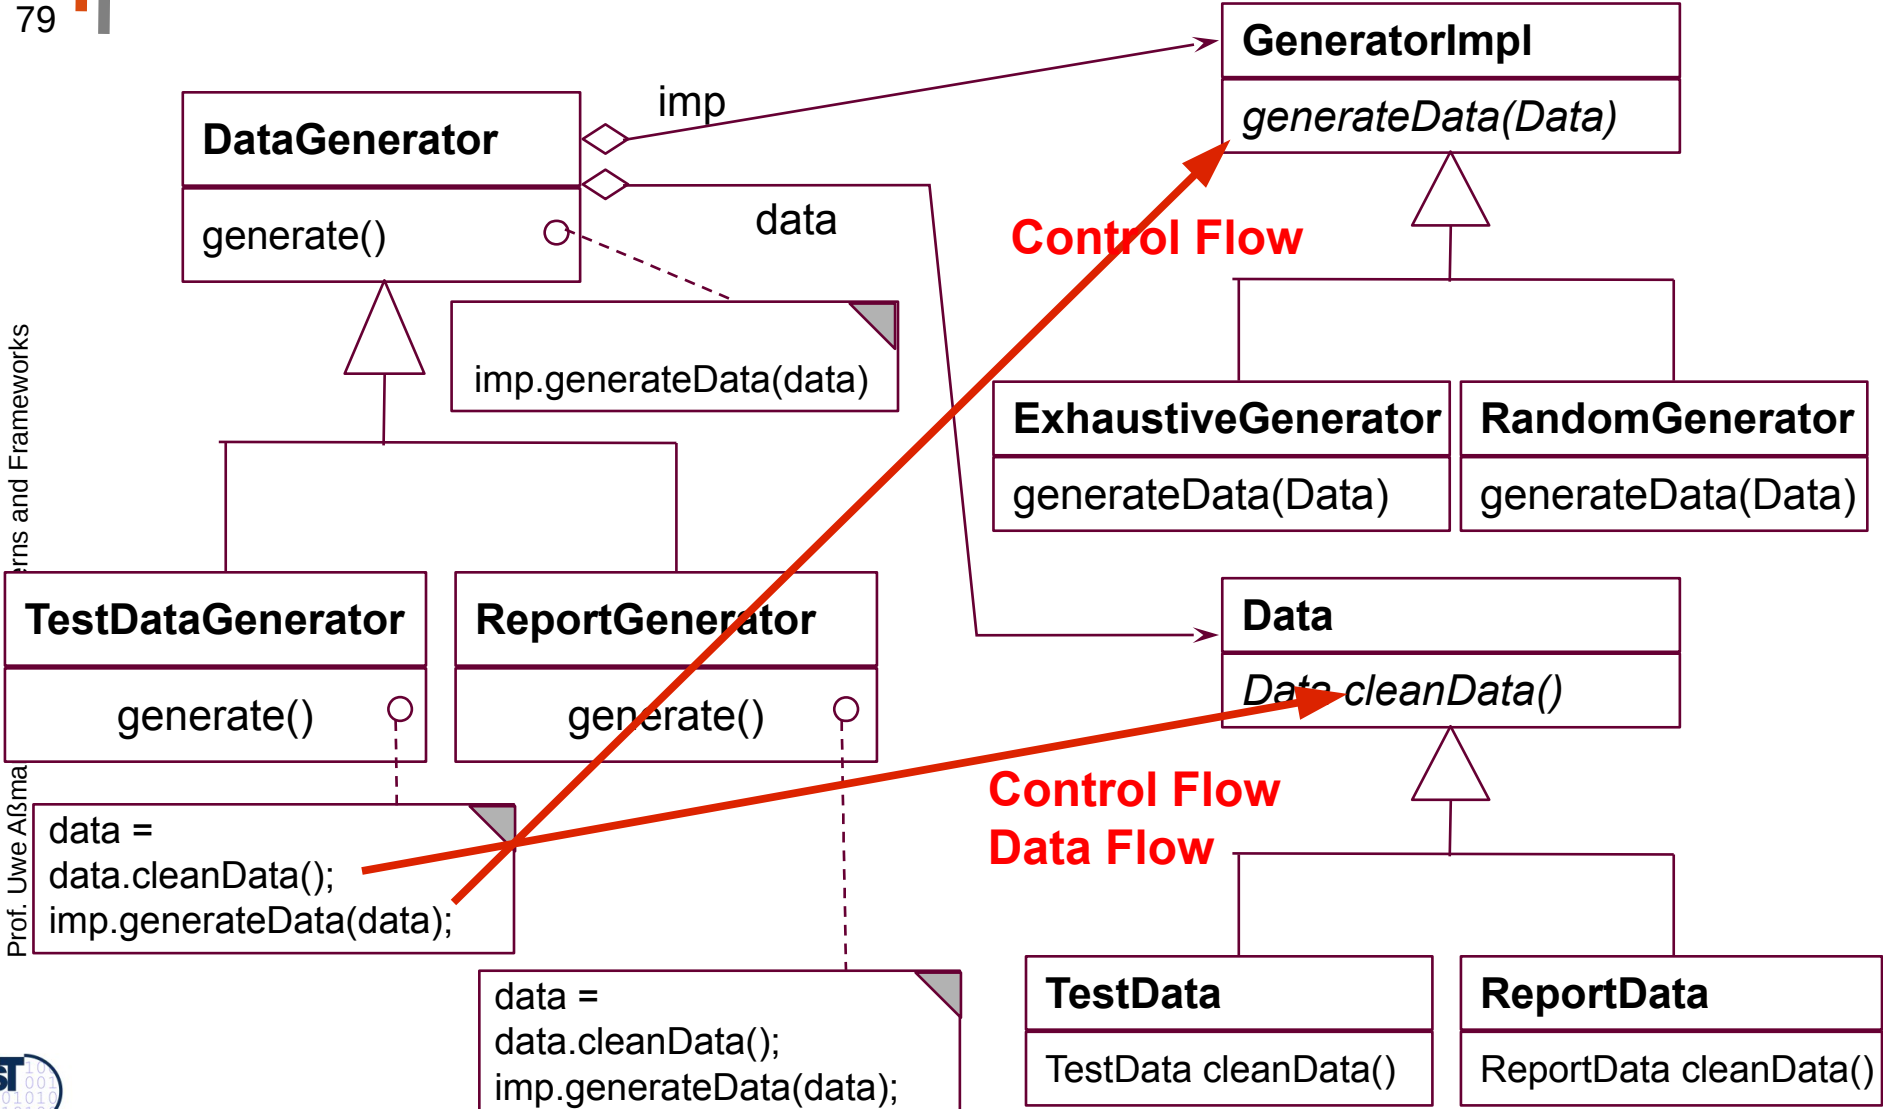 79
GeneratorImpl
generateData(Data)
imp
DataGenerator
generate()
data
Control Flow
imp.generateData(data)
ExhaustiveGenerator
generateData(Data)
RandomGenerator
generateData(Data)
TestDataGenerator
generate()
ReportGenerator
generate()
Data
Data cleanData()
Control Flow
Data Flow
data =
data.cleanData();
imp.generateData(data);
data =
data.cleanData();
imp.generateData(data);
TestData
TestData cleanData()
ReportData
ReportData cleanData()
Prof. Uwe Aßma
erns and Frameworks